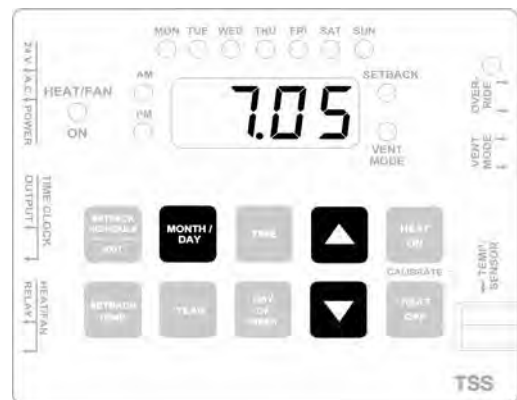 MON TUE WED THU FRI SAT SUN
24 V. A.C. POWER
AM
SETBACK
HEAT/FAN
ON
PM
7.05
VENT
MODE
OVER-
RIDE
VENT
MODE
TIME CLOCK
OUTPUT
SETBACK
SCHEDULE
EXIT
MONTH /
DAY
TIME
HEAT
ON
CALIBRATE
TEMP.
SENSOR
HEAT/FAN
RELAY
SETBACK
TEMP
YEAR
DAY
OF
WEEK
HEAT
OFF
TSS